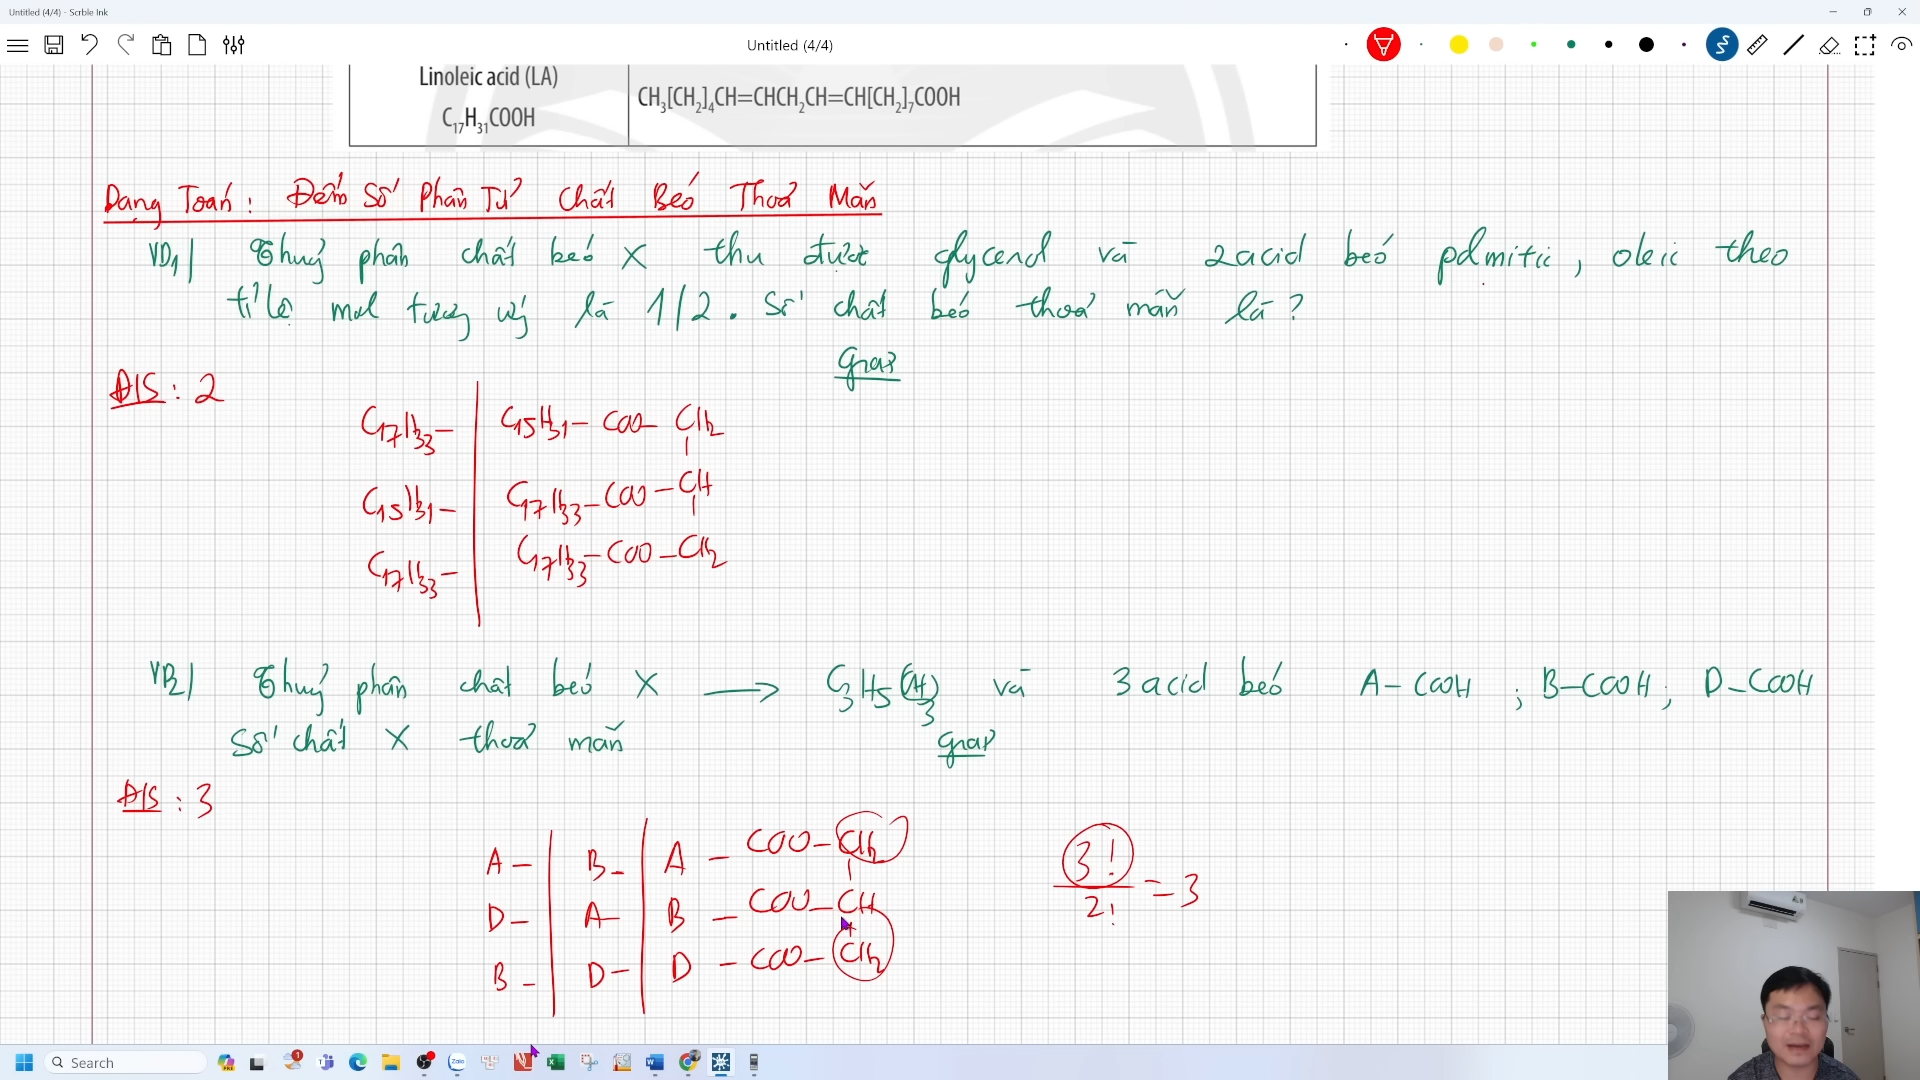 Untitled (4/4) - Scrble Ink
Untitled (4/4)
Linoleic acid (LA)
C17H31COOH
CH3[CH2]4CH=CHCH2CH=CH[CH2]7COOH
Dạng Toán: Đếm Số Phân Tử Chất Béo Thoả Mãn
VD1| Thuỷ phân chất béo X thu được glycerol và 2 acid béo palmitic, oleic theo
tỉ lệ mol tương ứng là 1/2. Số chất béo thoả mãn là?
Giải
Đ/S: 2
C17H33– C15H31–COO–CH2
C15H31– C17H33–COO–CH
C17H33– C17H33–COO–CH2
VD2| Thuỷ phân chất béo X → C3H5(OH)3 và 3 acid béo A–COOH; B–COOH; D–COOH
Số chất X thoả mãn
Giải
Đ/S: 3
A– B– A–COO–CH2
D– A– B–COO–CH
B– D– D–COO–CH2
3!/2! = 3
Search